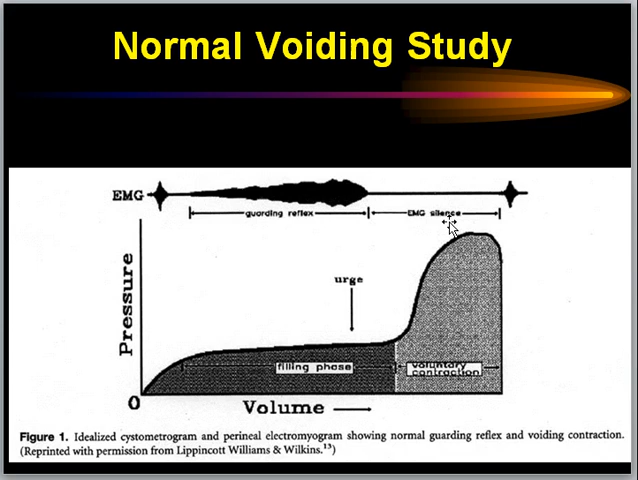 Normal Voiding Study
EMG
guarding reflex
EMG silence
Pressure
urge
filling phase
voluntary
contraction
0
Volume
Figure 1. Idealized cystometrogram and perineal electromyogram showing normal guarding reflex and voiding contraction.
(Reprinted with permission from Lippincott Williams & Wilkins.¹³)